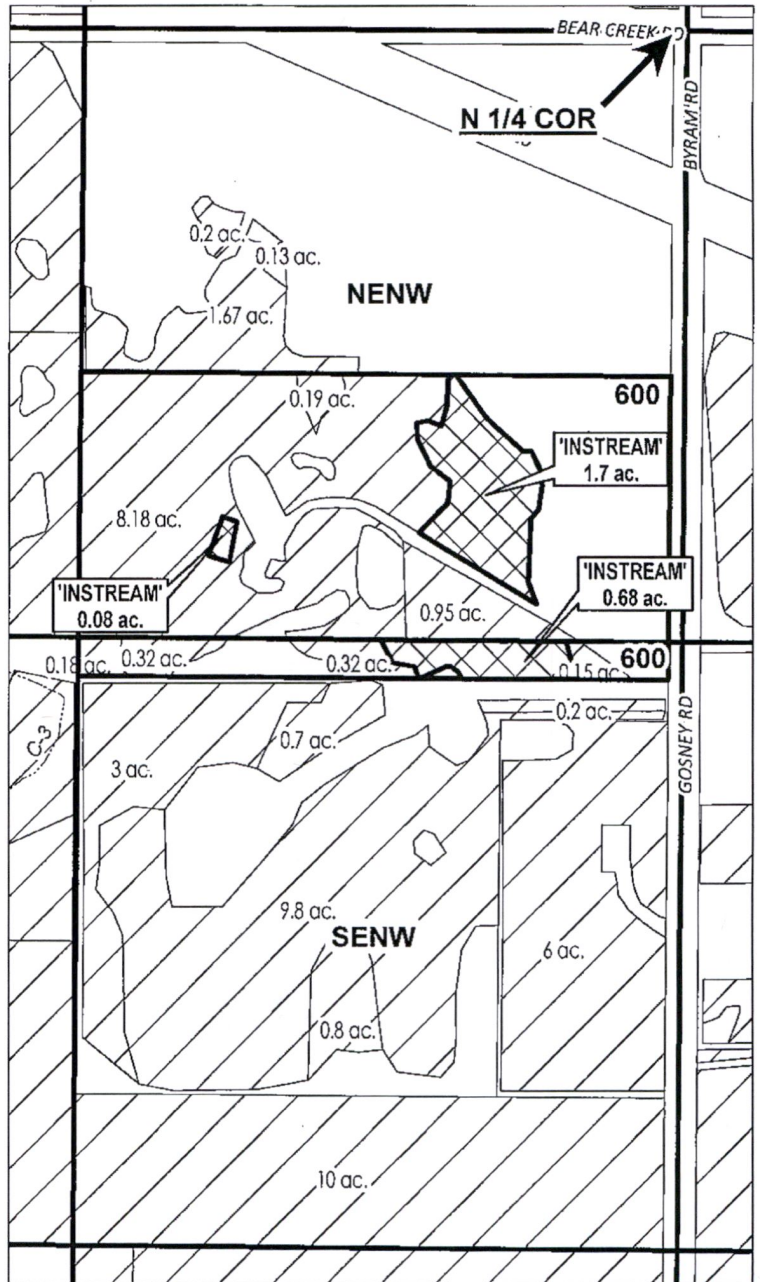 BEAR CREEK RD
N 1/4 COR
BYRAM RD
0.2 ac.
0.13 ac.
NENW
1.67 ac.
0.19 ac.
600
'INSTREAM'
1.7 ac.
8.18 ac.
'INSTREAM'
0.68 ac.
'INSTREAM'
0.08 ac.
0.95 ac.
0.18 ac.
0.32 ac.
0.32 ac.
0.15 ac.
600
0.2 ac.
0.7 ac.
C-3
3 ac.
GOSNEY RD
9.8 ac.
SENW
6 ac.
0.8 ac.
10 ac.